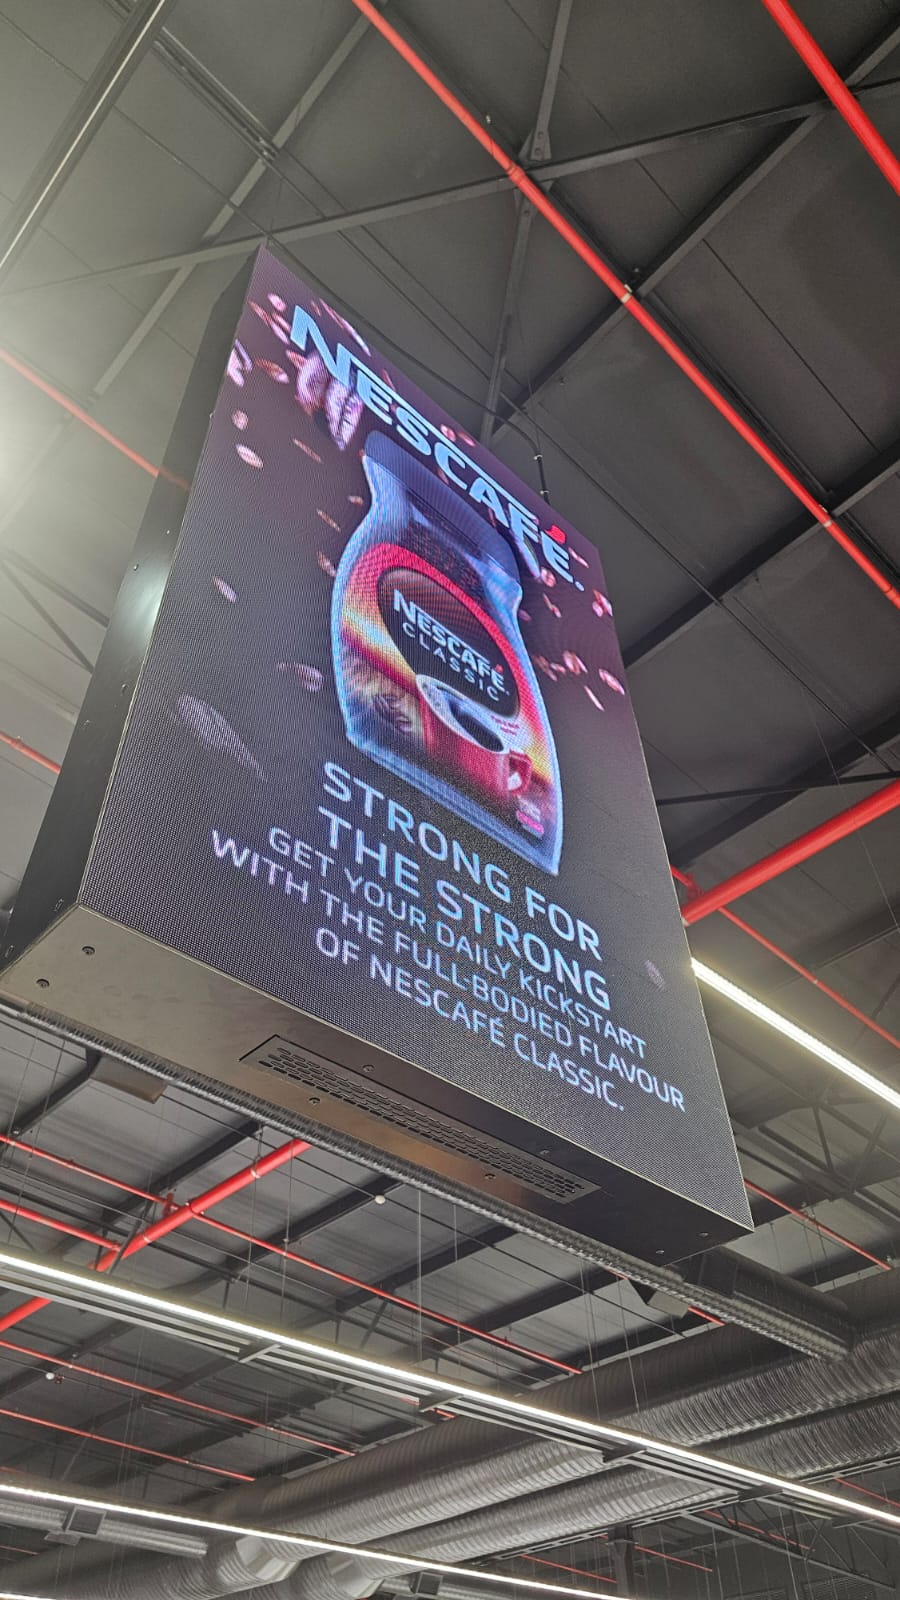 NESCAFÉ.
NESCAFÉ.
CLASSIC
STRONG FOR
THE STRONG
GET YOUR DAILY KICKSTART
WITH THE FULL-BODIED FLAVOUR
OF NESCAFÉ CLASSIC.